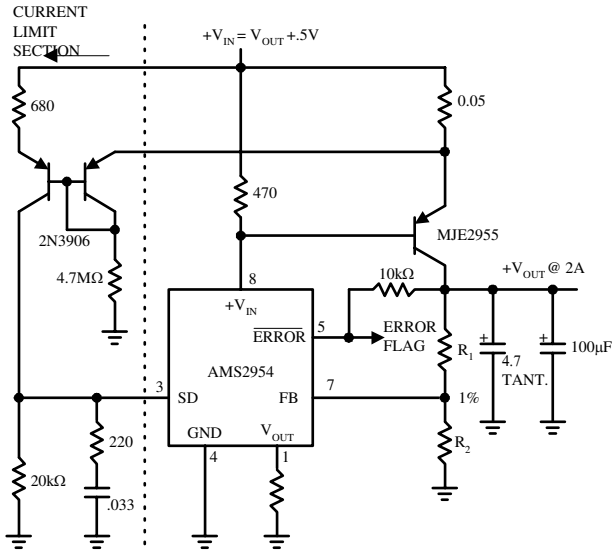 CURRENT
LIMIT
SECTION
+VIN = VOUT +.5V
680
0.05
470
2N3906
MJE2955
4.7MΩ
10kΩ
+VOUT @ 2A
8
+VIN
5
ERROR
ERROR
FLAG
R1
4.7
TANT.
100µF
+
+
AMS2954
3
SD
FB
7
1%
220
GND
VOUT
R2
4
1
20kΩ
.033